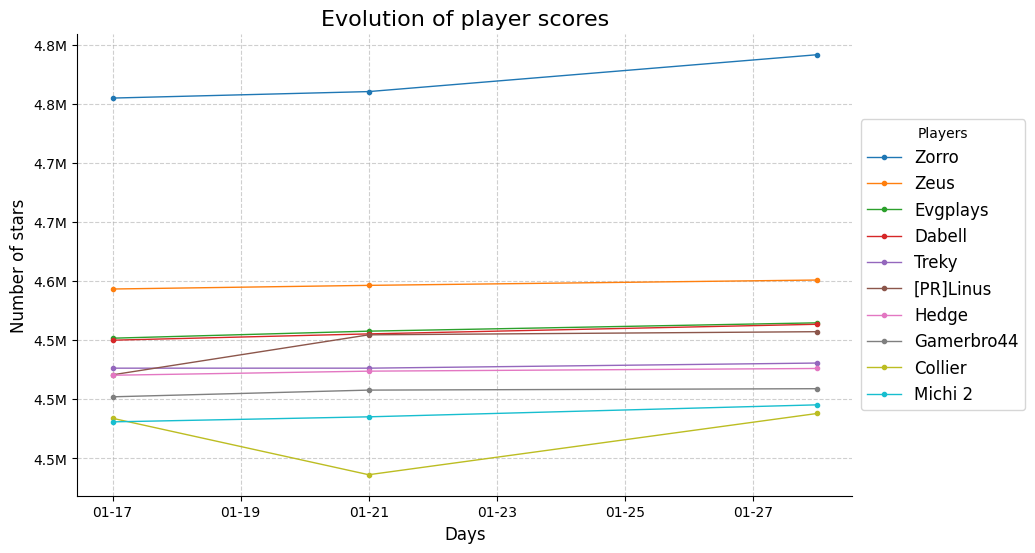 Evolution of player scores
4.8M
4.8M
4.7M
4.7M
4.6M
4.5M
4.5M
4.5M
Number of stars
01-17
01-19
01-21
01-23
01-25
01-27
Days
Players
Zorro
Zeus
Evgplays
Dabell
Treky
[PR]Linus
Hedge
Gamerbro44
Collier
Michi 2